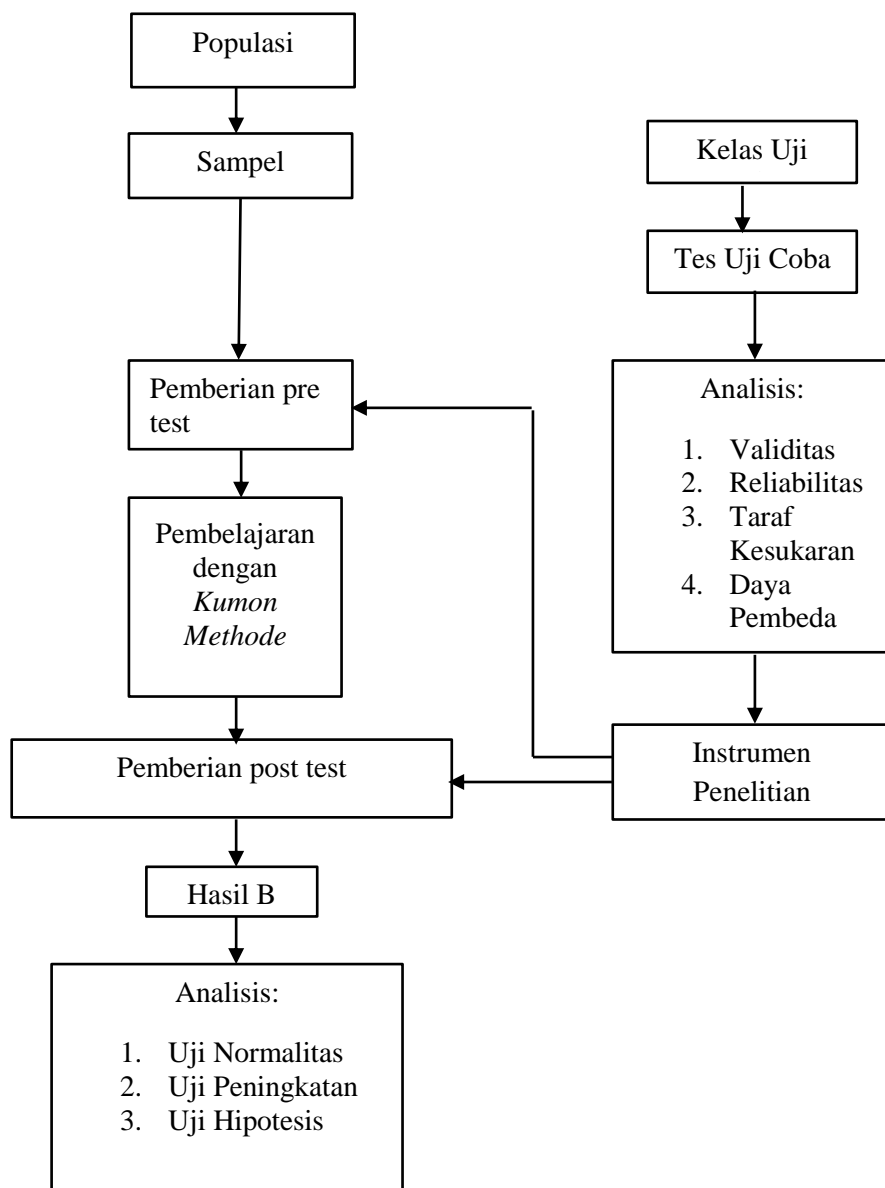 Populasi
Sampel
Pemberian pre
test
Pembelajaran
dengan
Kumon
Methode
Pemberian post test
Hasil B
Analisis:
1. Uji Normalitas
2. Uji Peningkatan
3. Uji Hipotesis
Kelas Uji
Tes Uji Coba
Analisis:
1. Validitas
2. Reliabilitas
3. Taraf
Kesukaran
4. Daya
Pembeda
Instrumen
Penelitian